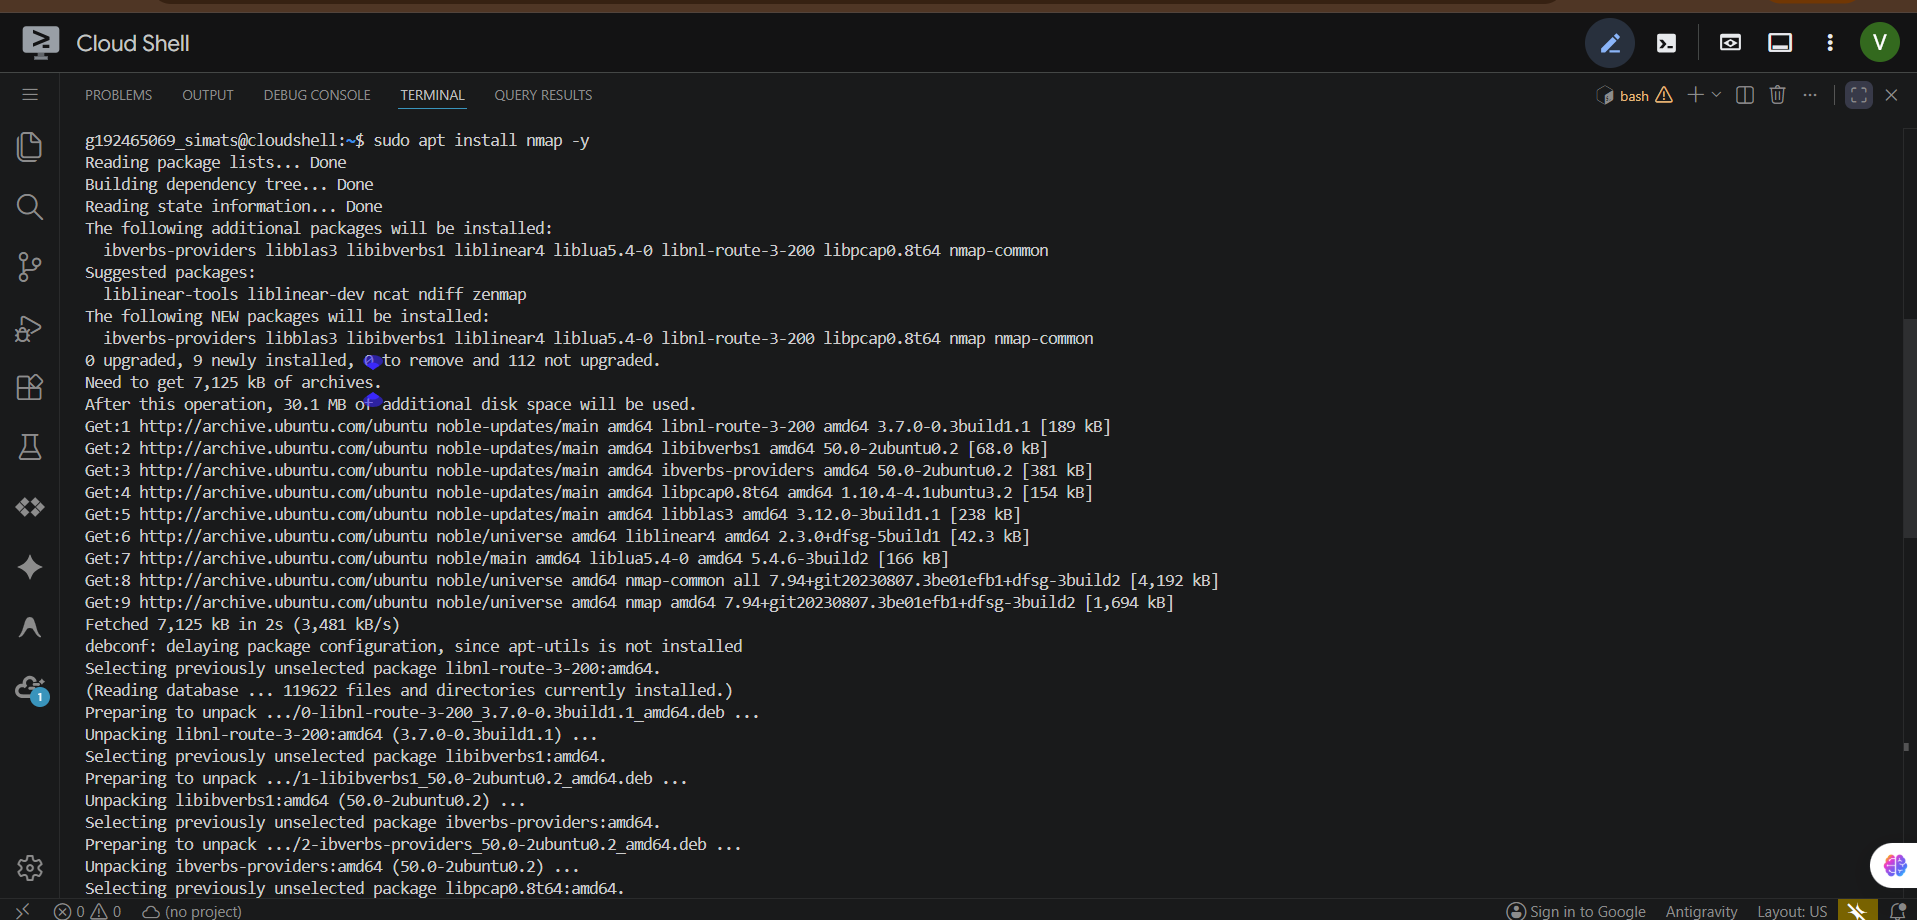 Cloud Shell
V
PROBLEMS OUTPUT DEBUG CONSOLE TERMINAL QUERY RESULTS
bash
g192465069_simats@cloudshell:~$ sudo apt install nmap -y
Reading package lists... Done
Building dependency tree... Done
Reading state information... Done
The following additional packages will be installed:
  ibverbs-providers libblas3 libibverbs1 liblinear4 liblua5.4-0 libnl-route-3-200 libpcap0.8t64 nmap-common
Suggested packages:
  liblinear-tools liblinear-dev ncat ndiff zenmap
The following NEW packages will be installed:
  ibverbs-providers libblas3 libibverbs1 liblinear4 liblua5.4-0 libnl-route-3-200 libpcap0.8t64 nmap nmap-common
0 upgraded, 9 newly installed, 0 to remove and 112 not upgraded.
Need to get 7,125 kB of archives.
After this operation, 30.1 MB of additional disk space will be used.
Get:1 http://archive.ubuntu.com/ubuntu noble-updates/main amd64 libnl-route-3-200 amd64 3.7.0-0.3build1.1 [189 kB]
Get:2 http://archive.ubuntu.com/ubuntu noble-updates/main amd64 libibverbs1 amd64 50.0-2ubuntu0.2 [68.0 kB]
Get:3 http://archive.ubuntu.com/ubuntu noble-updates/main amd64 ibverbs-providers amd64 50.0-2ubuntu0.2 [381 kB]
Get:4 http://archive.ubuntu.com/ubuntu noble-updates/main amd64 libpcap0.8t64 amd64 1.10.4-4.1ubuntu3.2 [154 kB]
Get:5 http://archive.ubuntu.com/ubuntu noble-updates/main amd64 libblas3 amd64 3.12.0-3build1.1 [238 kB]
Get:6 http://archive.ubuntu.com/ubuntu noble/universe amd64 liblinear4 amd64 2.3.0+dfsg-5build1 [42.3 kB]
Get:7 http://archive.ubuntu.com/ubuntu noble/main amd64 liblua5.4-0 amd64 5.4.6-3build2 [166 kB]
Get:8 http://archive.ubuntu.com/ubuntu noble/universe amd64 nmap-common all 7.94+git20230807.3be01efb1+dfsg-3build2 [4,192 kB]
Get:9 http://archive.ubuntu.com/ubuntu noble/universe amd64 nmap amd64 7.94+git20230807.3be01efb1+dfsg-3build2 [1,694 kB]
Fetched 7,125 kB in 2s (3,481 kB/s)
debconf: delaying package configuration, since apt-utils is not installed
Selecting previously unselected package libnl-route-3-200:amd64.
(Reading database ... 119622 files and directories currently installed.)
Preparing to unpack .../0-libnl-route-3-200_3.7.0-0.3build1.1_amd64.deb ...
Unpacking libnl-route-3-200:amd64 (3.7.0-0.3build1.1) ...
Selecting previously unselected package libibverbs1:amd64.
Preparing to unpack .../1-libibverbs1_50.0-2ubuntu0.2_amd64.deb ...
Unpacking libibverbs1:amd64 (50.0-2ubuntu0.2) ...
Selecting previously unselected package ibverbs-providers:amd64.
Preparing to unpack .../2-ibverbs-providers_50.0-2ubuntu0.2_amd64.deb ...
Unpacking ibverbs-providers:amd64 (50.0-2ubuntu0.2) ...
Selecting previously unselected package libpcap0.8t64:amd64.
1
0 0 (no project) Sign in to Google Antigravity Layout: US